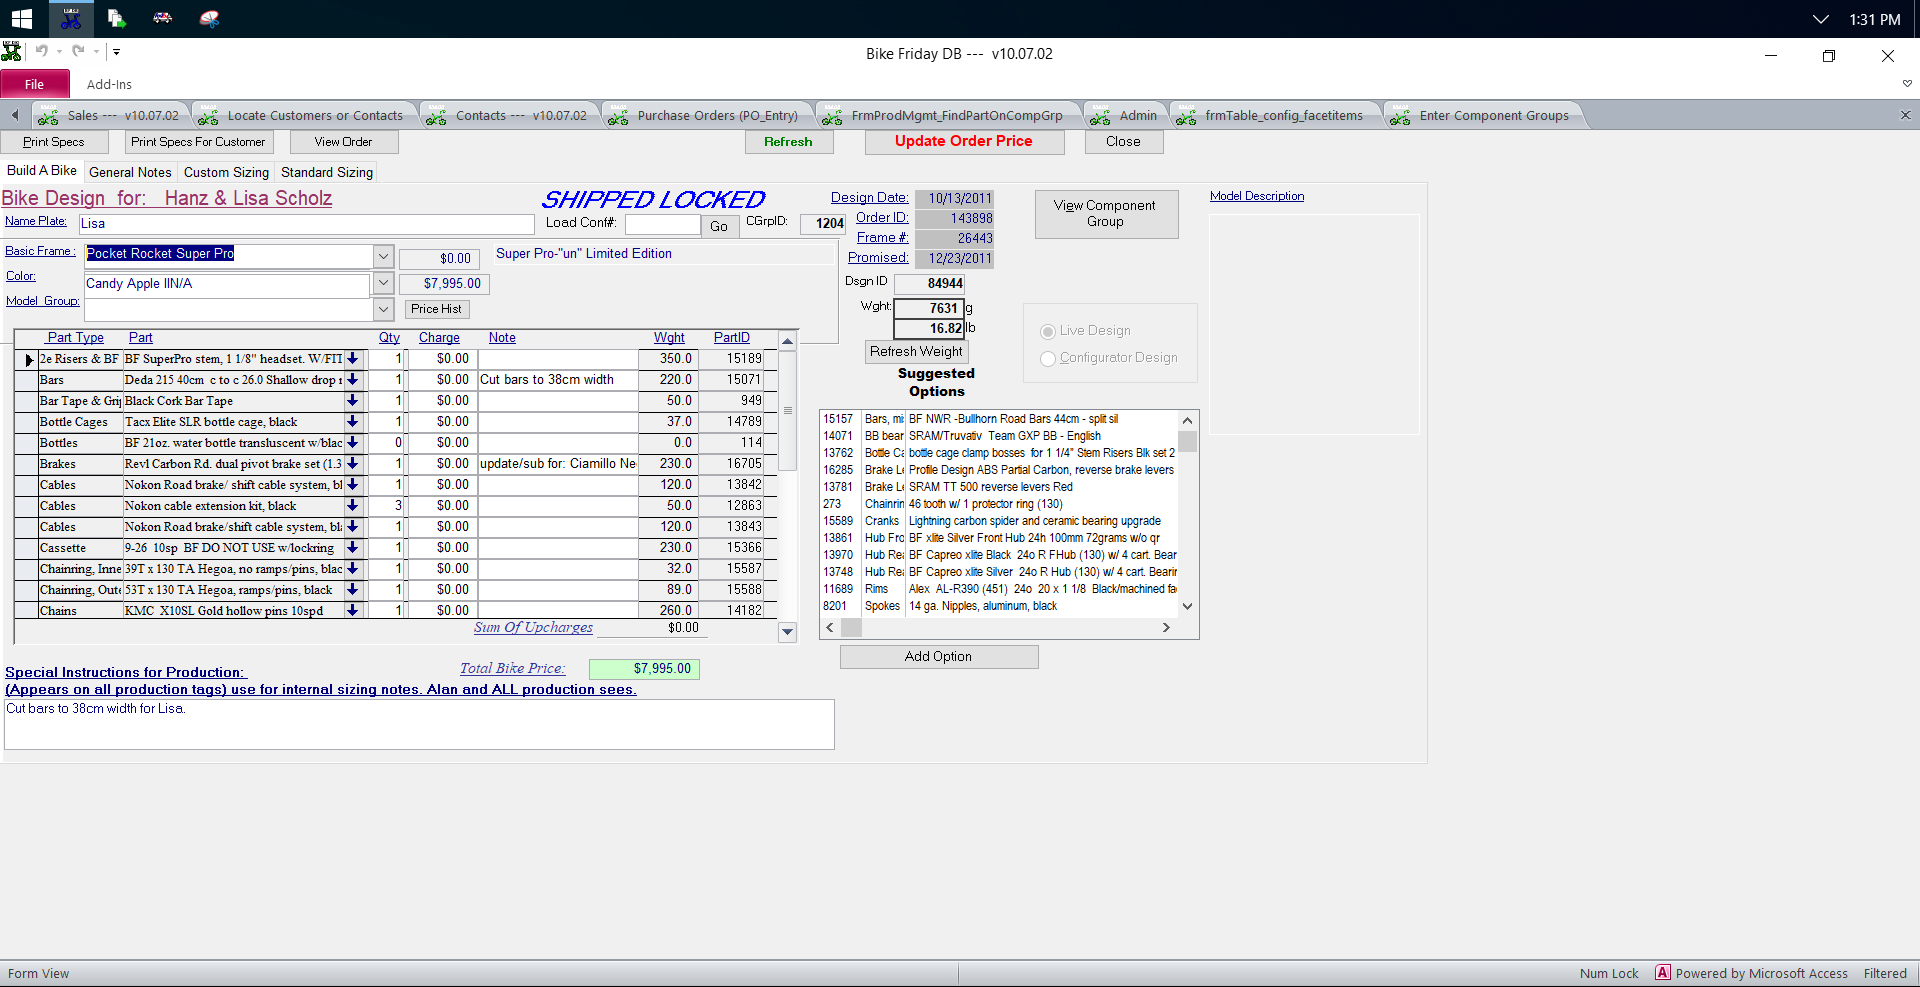 1:31 PM
Bike Friday DB --- v10.07.02
File Add-Ins
Sales --- v10.07.02 Locate Customers or Contacts Contacts --- v10.07.02 Purchase Orders (PO_Entry) FrmProdMgmt_FindPartOnCompGrp Admin frmTable_config_facetitems Enter Component Groups
Print Specs Print Specs For Customer View Order Refresh Update Order Price Close
Build A Bike General Notes Custom Sizing Standard Sizing
Bike Design for: Hanz & Lisa Scholz SHIPPED LOCKED Design Date: 10/13/2011 View Component Group Model Description
Name Plate: Lisa Load Conf#: Go CGrpID: 1204 Order ID: 143898
Frame #: 26443
Basic Frame: Pocket Rocket Super Pro $0.00 Super Pro-"un" Limited Edition Promised: 12/23/2011
Color: Candy Apple IIN/A $7,995.00 Dsgn ID 84944
Model Group: Price Hist Wght: 7631 g
16.82 lb
Live Design
Refresh Weight
Configurator Design
Suggested
Options
Part Type Part Qty Charge Note Wght PartID
2e Risers & BF BF SuperPro stem, 1 1/8" headset. W/FIT 1 $0.00 350.0 15189
Bars Deda 215 40cm c to c 26.0 Shallow drop 1 $0.00 Cut bars to 38cm width 220.0 15071
Bar Tape & Grip Black Cork Bar Tape 1 $0.00 50.0 949
Bottle Cages Tacx Elite SLR bottle cage, black 1 $0.00 37.0 14789
Bottles BF 21oz. water bottle transluscent w/blac 0 $0.00 0.0 114
Brakes Revl Carbon Rd. dual pivot brake set (1.3 1 $0.00 update/sub for: Ciamillo Ne 230.0 16705
Cables Nokon Road brake/ shift cable system, bl 1 $0.00 120.0 13842
Cables Nokon cable extension kit, black 3 $0.00 50.0 12863
Cables Nokon Road brake/shift cable system, bla 1 $0.00 120.0 13843
Cassette 9-26 10sp BF DO NOT USE w/lockring 1 $0.00 230.0 15366
Chainring, Inne 39T x 130 TA Hegoa, no ramps/pins, blac 1 $0.00 32.0 15587
Chainring, Oute 53T x 130 TA Hegoa, ramps/pins, black 1 $0.00 89.0 15588
Chains KMC X10SL Gold hollow pins 10spd 1 $0.00 260.0 14182
Sum Of Upcharges $0.00
15157 Bars, mi BF NWR -Bullhorn Road Bars 44cm - split sil
14071 BB bear SRAM/Truvativ Team GXP BB - English
13762 Bottle Ca bottle cage clamp bosses for 1 1/4" Stem Risers Blk set 2
16285 Brake Le Profile Design ABS Partial Carbon, reverse brake levers
13781 Brake Le SRAM TT 500 reverse levers Red
273 Chainrin 46 tooth w/ 1 protector ring (130)
15589 Cranks Lightning carbon spider and ceramic bearing upgrade
13861 Hub Fro BF xlite Silver Front Hub 24h 100mm 72grams w/o qr
13970 Hub Rea BF Capreo xlite Black 24o R FHub (130) w/ 4 cart. Bear
13748 Hub Rea BF Capreo xlite Silver 24o R Hub (130) w/ 4 cart. Bearin
11689 Rims Alex AL-R390 (451) 24o 20 x 1 1/8 Black/machined fa
8201 Spokes 14 ga. Nipples, aluminum, black
Add Option
Total Bike Price: $7,995.00
Special Instructions for Production:
(Appears on all production tags) use for internal sizing notes. Alan and ALL production sees.
Cut bars to 38cm width for Lisa.
Form View Num Lock A Powered by Microsoft Access Filtered